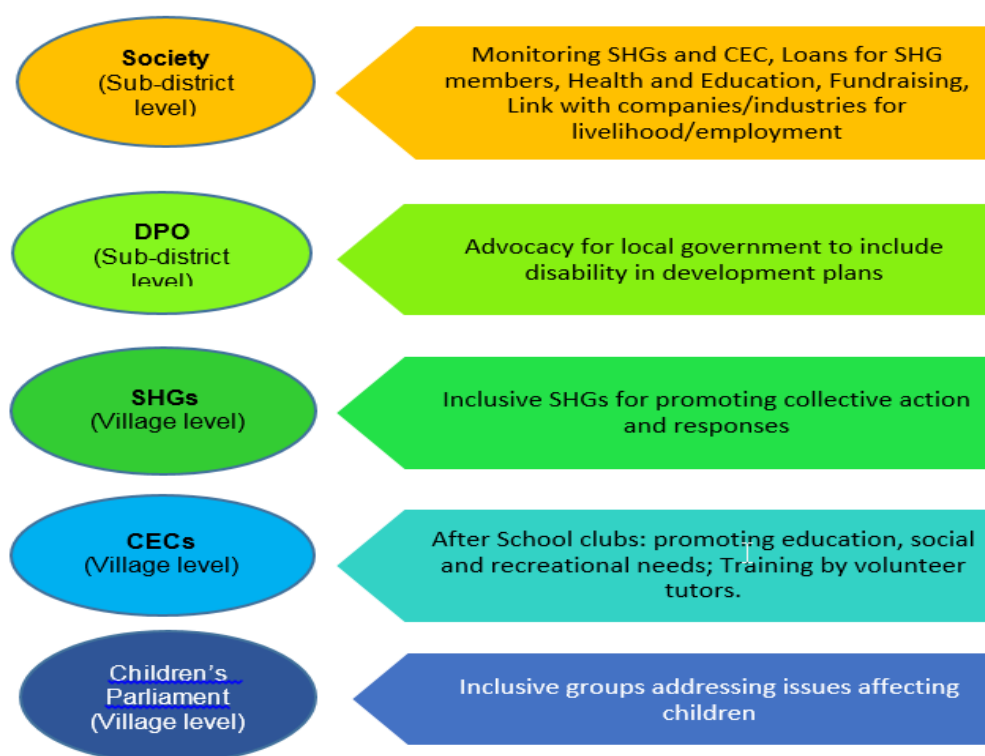 Society
(Sub-district
level)
Monitoring SHGs and CEC, Loans for SHG
members, Health and Education, Fundraising,
Link with companies/industries for
livelihood/employment
DPO
(Sub-district
level)
Advocacy for local government to include
disability in development plans
SHGs
(Village level)
Inclusive SHGs for promoting collective action
and responses
CECs
(Village level)
After School clubs: promoting education, social
and recreational needs; Training by volunteer
tutors.
Children’s
Parliament
(Village level)
Inclusive groups addressing issues affecting
children